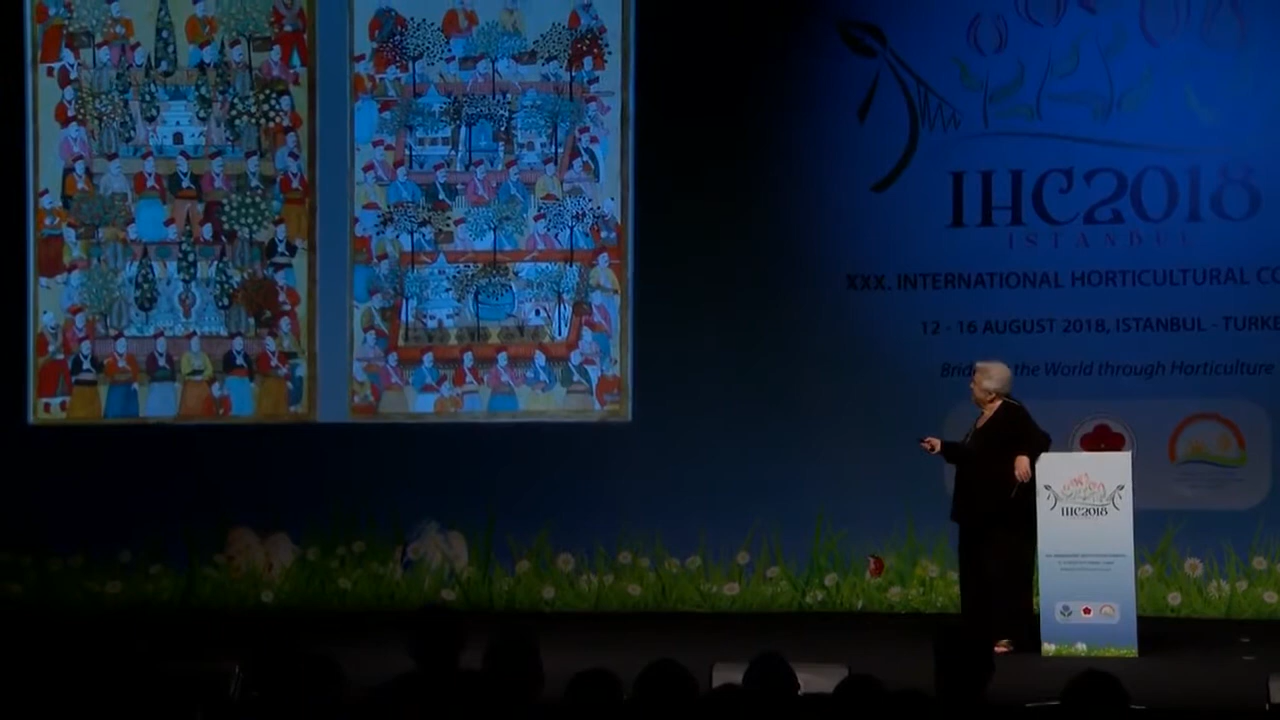 IHC2018
ISTANBUL
XXX. INTERNATIONAL HORTICULTURAL CO
12 - 16 AUGUST 2018, ISTANBUL - TURKE
the World through Horticulture
IHC2018